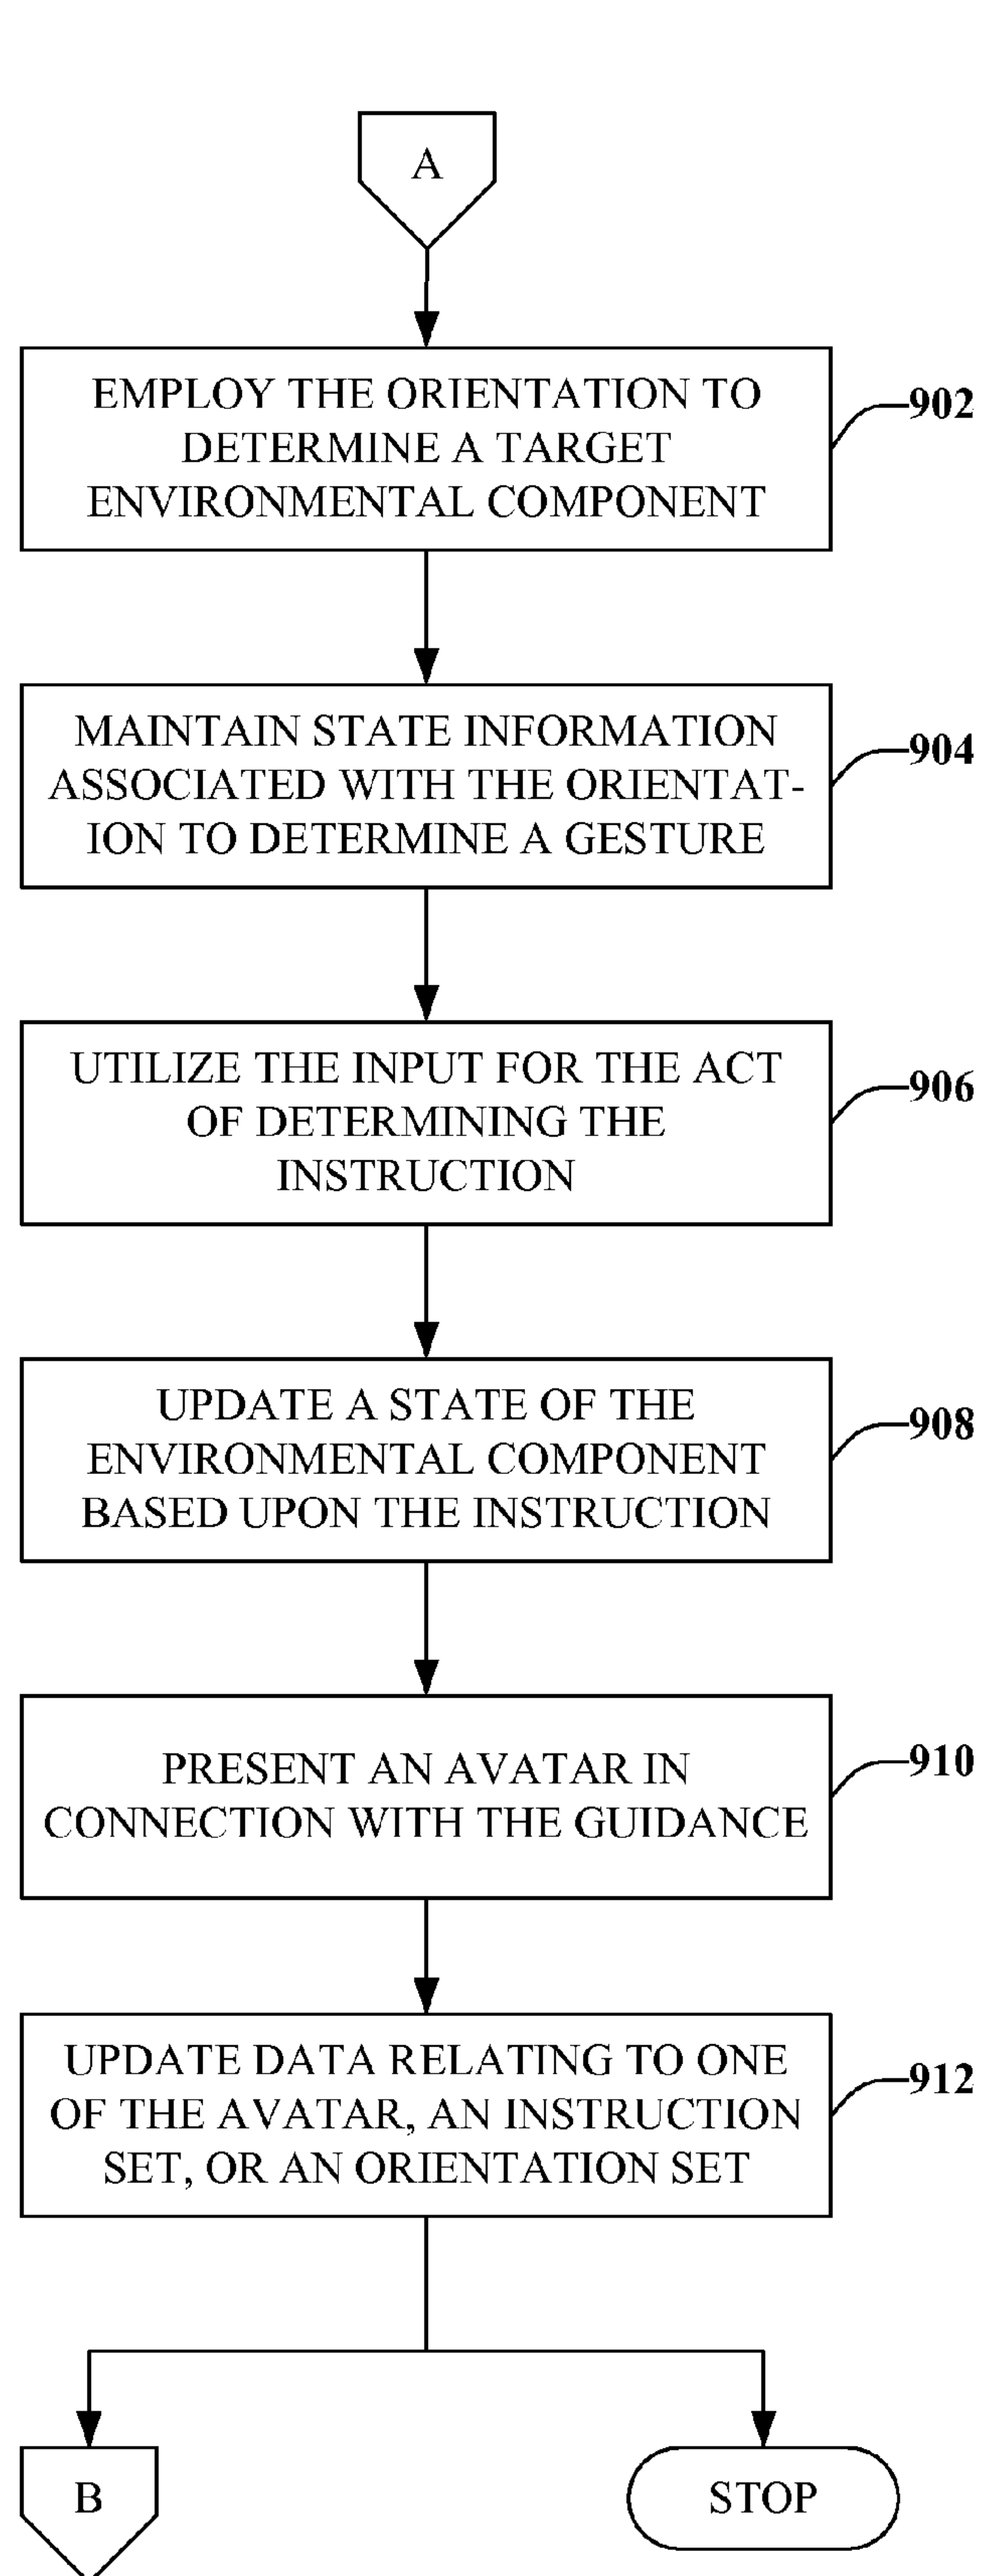 A
EMPLOY THE ORIENTATION TO
DETERMINE A TARGET
ENVIRONMENTAL COMPONENT
902
MAINTAIN STATE INFORMATION
ASSOCIATED WITH THE ORIENTAT-
ION TO DETERMINE A GESTURE
904
UTILIZE THE INPUT FOR THE ACT
OF DETERMINING THE
INSTRUCTION
906
UPDATE A STATE OF THE
ENVIRONMENTAL COMPONENT
BASED UPON THE INSTRUCTION
908
PRESENT AN AVATAR IN
CONNECTION WITH THE GUIDANCE
910
UPDATE DATA RELATING TO ONE
OF THE AVATAR, AN INSTRUCTION
SET, OR AN ORIENTATION SET
912
B
STOP